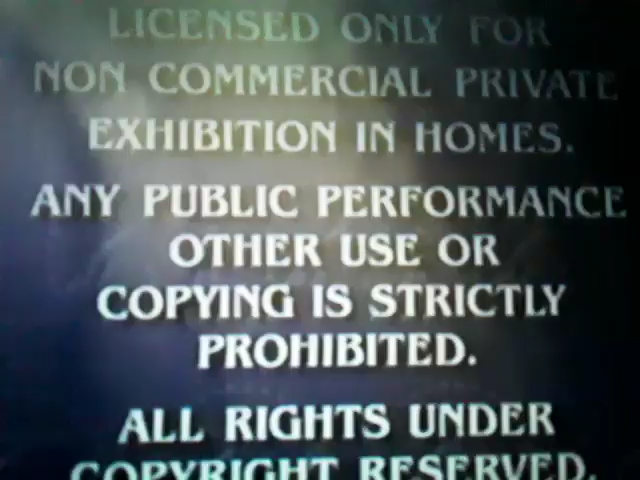 LICENSED ONLY FOR
NON COMMERCIAL PRIVATE
EXHIBITION IN HOMES.
ANY PUBLIC PERFORMANCE
OTHER USE OR
COPYING IS STRICTLY
PROHIBITED.
ALL RIGHTS UNDER
COPYRIGHT RESERVED.